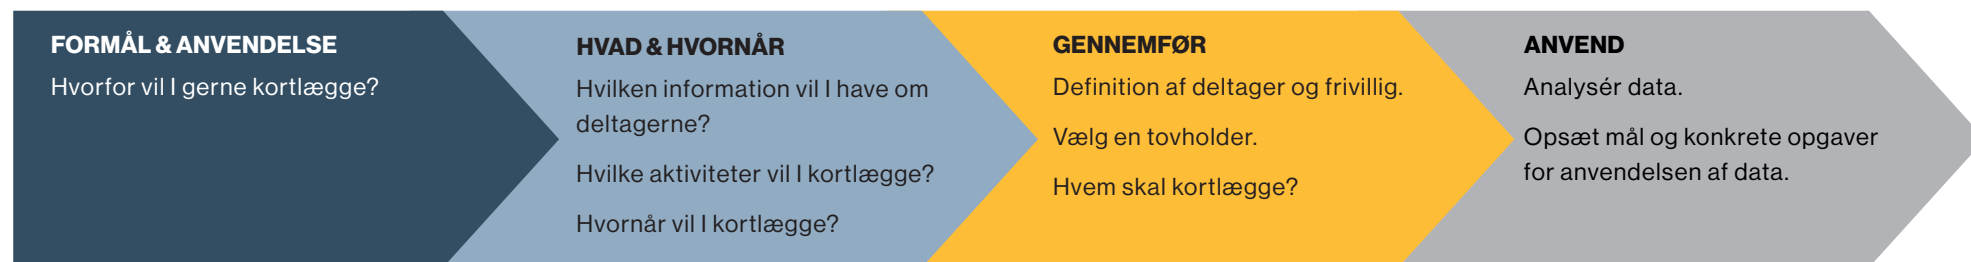 FORMÅL & ANVENDELSE
Hvorfor vil I gerne kortlægge?
HVAD & HVORNÅR
Hvilken information vil I have om
deltagerne?
Hvilke aktiviteter vil I kortlægge?
Hvornår vil I kortlægge?
GENNEMFØR
Definition af deltager og frivillig.
Vælg en tovholder.
Hvem skal kortlægge?
ANVEND
Analysér data.
Opsæt mål og konkrete opgaver
for anvendelsen af data.